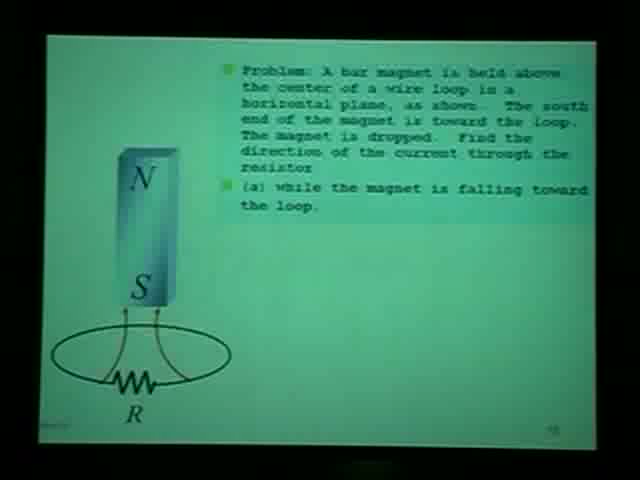 Problem: A bar magnet is held above
the center of a wire loop in a
horizontal plane, as shown. The south
end of the magnet is toward the loop.
The magnet is dropped. Find the
direction of the current through the
resistor
(a) while the magnet is falling toward
the loop.
N
S
R